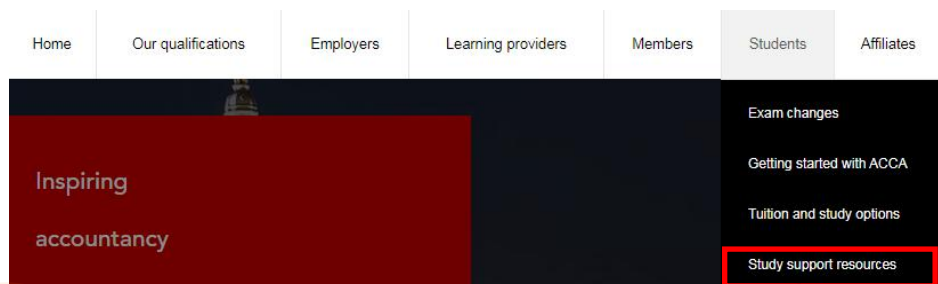 Home Our qualifications Employers Learning providers Members Students Affiliates
Exam changes
Getting started with ACCA
Inspiring
Tuition and study options
accountancy
Study support resources